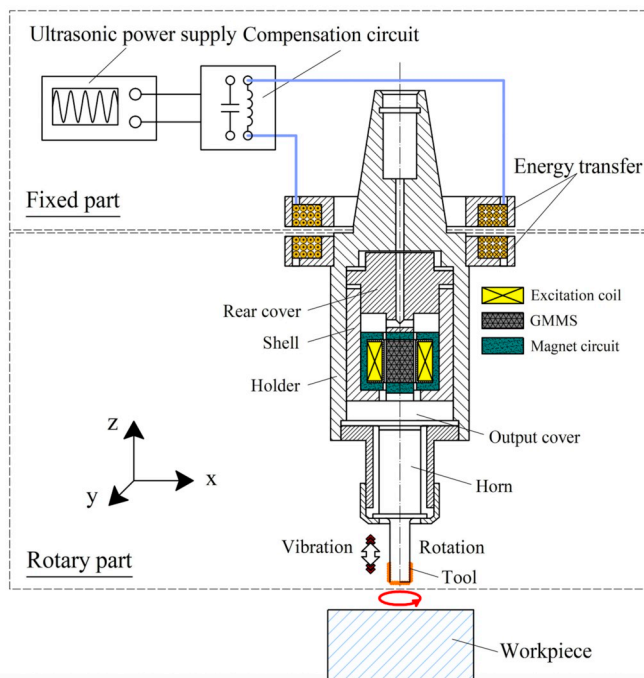 Ultrasonic power supply Compensation circuit
Energy transfer
Fixed part
Rear cover
Shell
Holder
Excitation coil
GMMS
Magnet circuit
Output cover
Horn
z
x
y
Vibration
Rotation
Tool
Rotary part
Workpiece